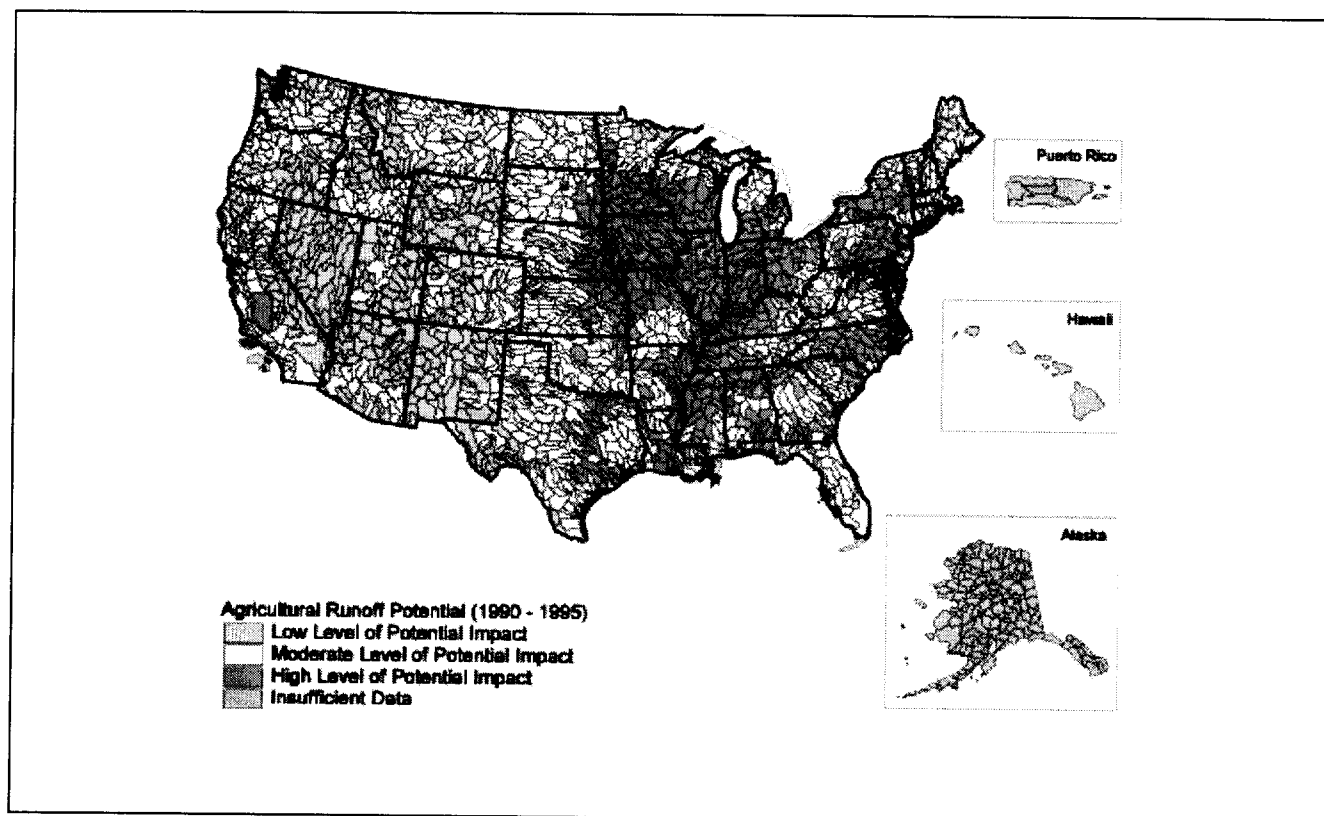 Puerto Rico
Hawaii
Alaska
Agricultural Runoff Potential (1990 - 1995)
Low Level of Potential Impact
Moderate Level of Potential Impact
High Level of Potential Impact
Insufficient Data